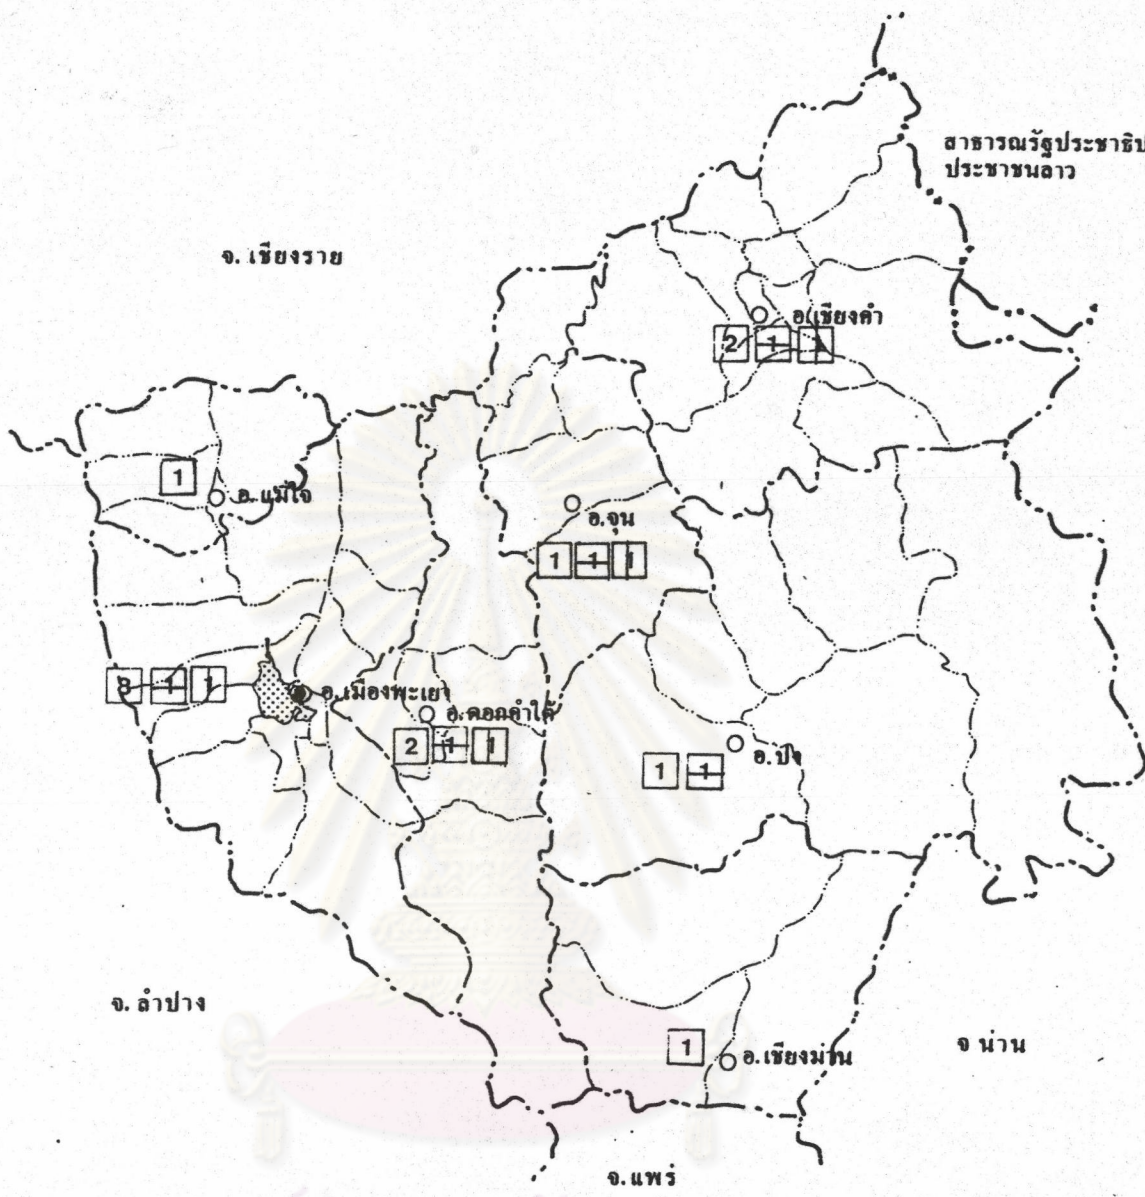 สาธารณรัฐประชาธิป
ประชาชนลาว
จ. เชียงราย
อ.เชียงคำ
2 1 1
1
อ. แม่ใจ
อ.จุน
1 1 1
8 1 1
อ. เมืองพะเยา
อ. ดอกคำใต้
2 1 1
อ. ปง
1 1
จ. ลำปาง
1
อ. เชียงม่วน
จ น่าน
จ. แพร่